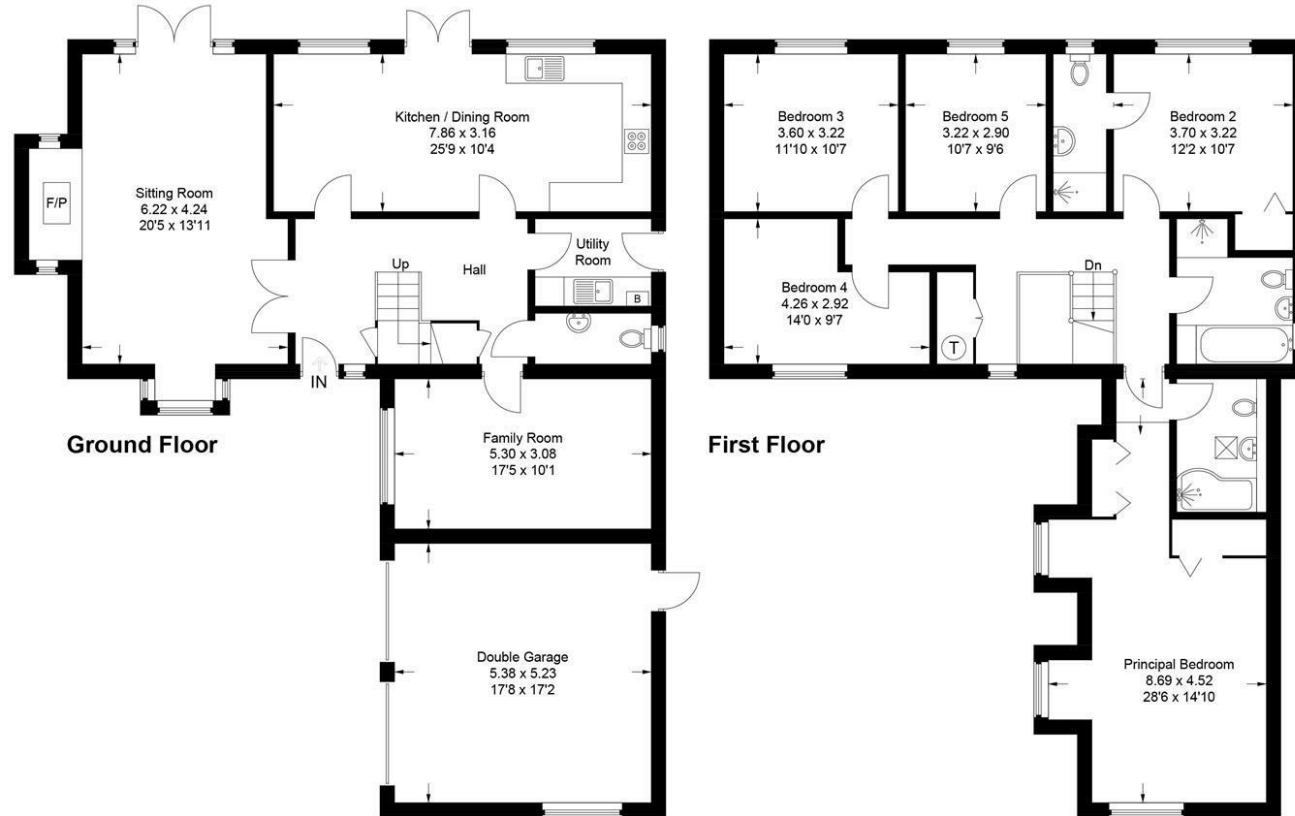 Kitchen / Dining Room
7.86 x 3.16
25'9 x 10'4
Sitting Room
6.22 x 4.24
20'5 x 13'11
F/P
Up
Hall
Utility
Room
B
IN
Ground Floor
Family Room
5.30 x 3.08
17'5 x 10'1
Double Garage
5.38 x 5.23
17'8 x 17'2
Bedroom 3
3.60 x 3.22
11'10 x 10'7
Bedroom 5
3.22 x 2.90
10'7 x 9'6
Bedroom 2
3.70 x 3.22
12'2 x 10'7
Bedroom 4
4.26 x 2.92
14'0 x 9'7
Dn
T
First Floor
Principal Bedroom
8.69 x 4.52
28'6 x 14'10